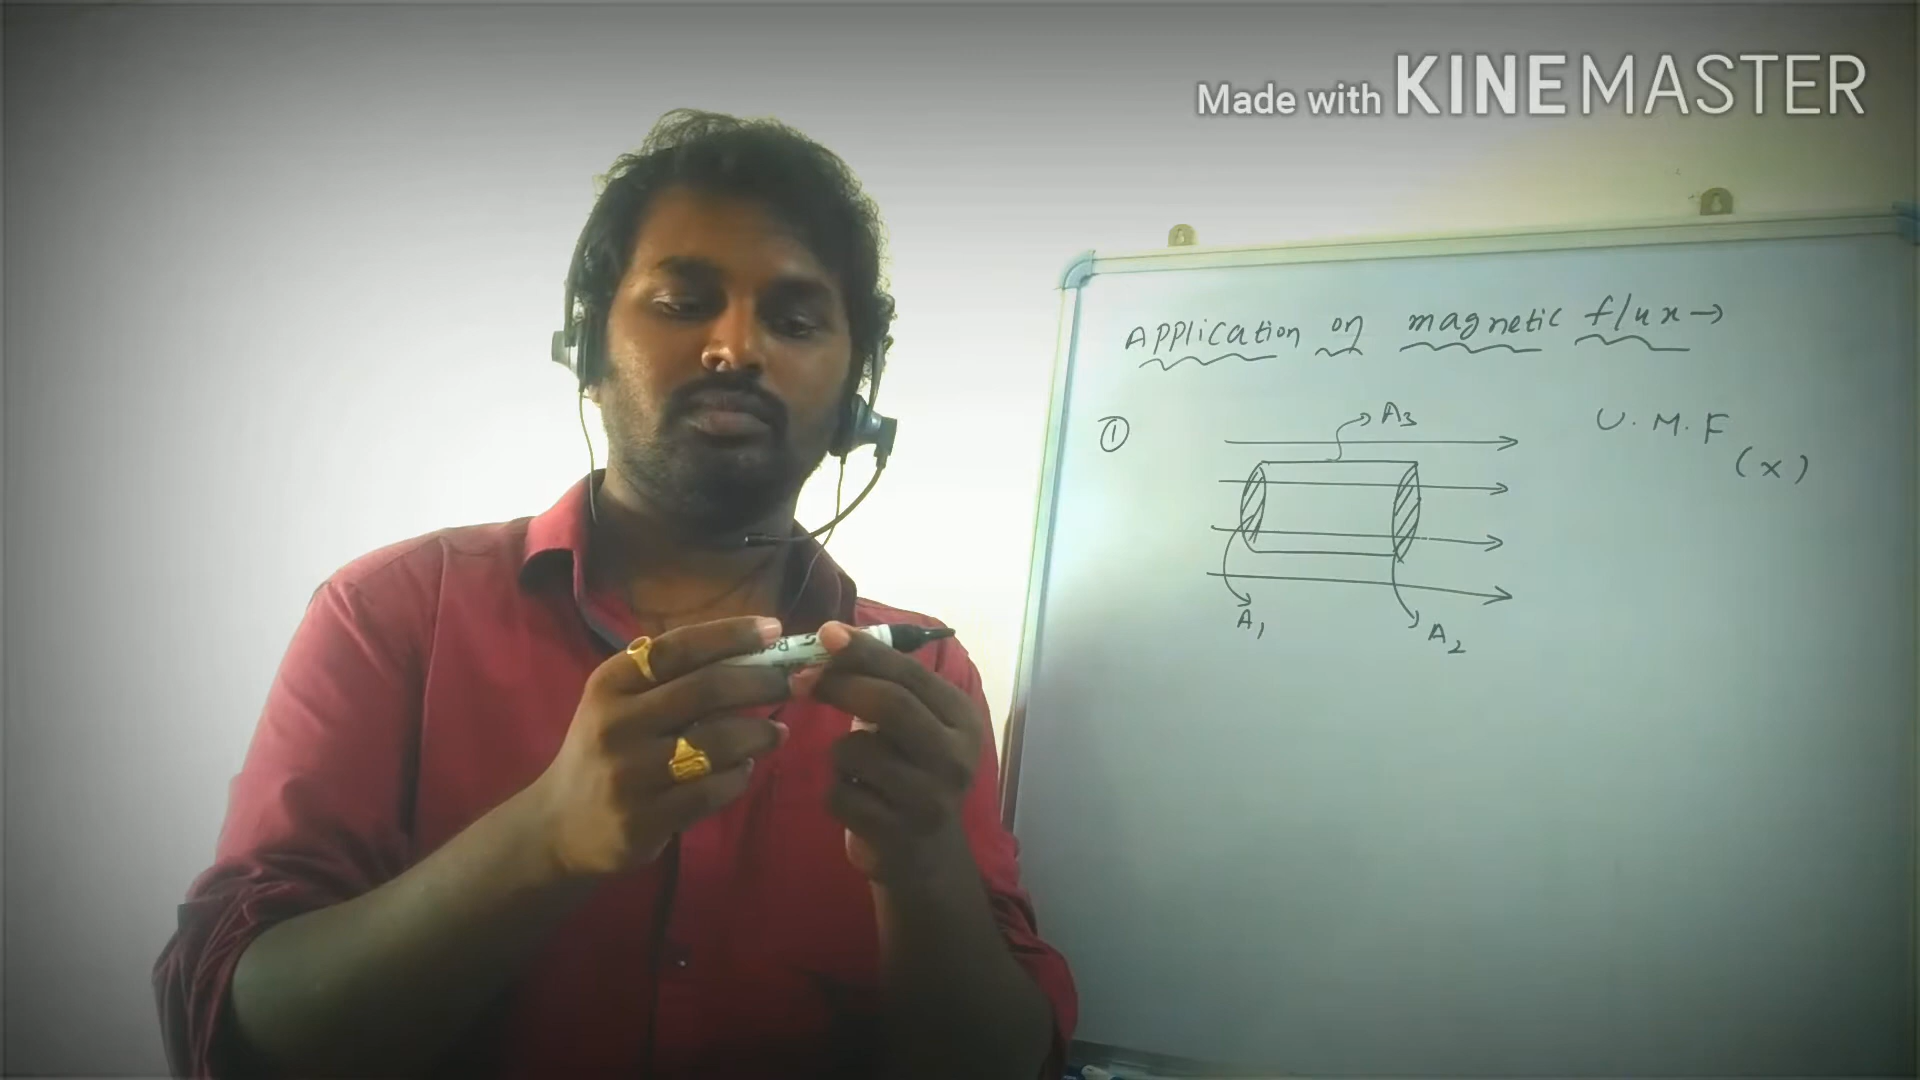 Made with KINEMASTER
Application on magnetic flux →
① A3
U.M.F
(x)
A1
A2